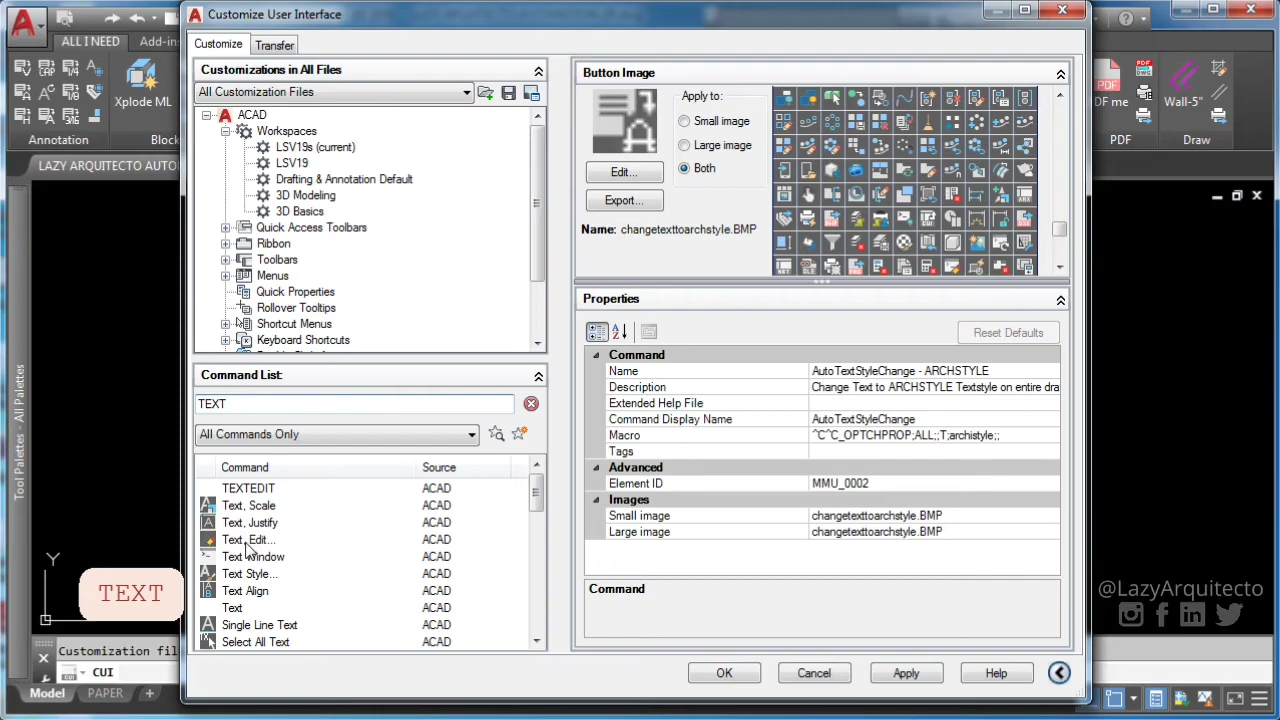 Customize User Interface
ALL I NEED
Add-in
Xplode ML
Annotation
Block
LAZY ARQUITECTO AUTO
Tool Palettes - All Palettes
Y
TEXT
Customization fil
CUI
Model
PAPER
Customize
Transfer
Customizations in All Files
All Customization Files
ACAD
Workspaces
LSV19s (current)
LSV19
Drafting & Annotation Default
3D Modeling
3D Basics
Quick Access Toolbars
Ribbon
Toolbars
Menus
Quick Properties
Rollover Tooltips
Shortcut Menus
Keyboard Shortcuts
Command List:
TEXT
All Commands Only
Command Source
TEXTEDIT ACAD
Text, Scale ACAD
Text, Justify ACAD
Text, Edit... ACAD
Text Window ACAD
Text Style... ACAD
Text Align ACAD
Text ACAD
Single Line Text ACAD
Select All Text ACAD
Button Image
Apply to:
Small image
Large image
Both
Edit...
Export...
Name: changetexttoarchstyle.BMP
Properties
Reset Defaults
Command
Name AutoTextStyleChange - ARCHSTYLE
Description Change Text to ARCHSTYLE Textstyle on entire dra
Extended Help File
Command Display Name AutoTextStyleChange
Macro ^C^C_OPTCHPROP;ALL;;T;archistyle;;
Tags
Advanced
Element ID MMU_0002
Images
Small image changetexttoarchstyle.BMP
Large image changetexttoarchstyle.BMP
Command
OK
Cancel
Apply
Help
DF me
PDF
Wall-5"
Draw
@LazyArquitecto